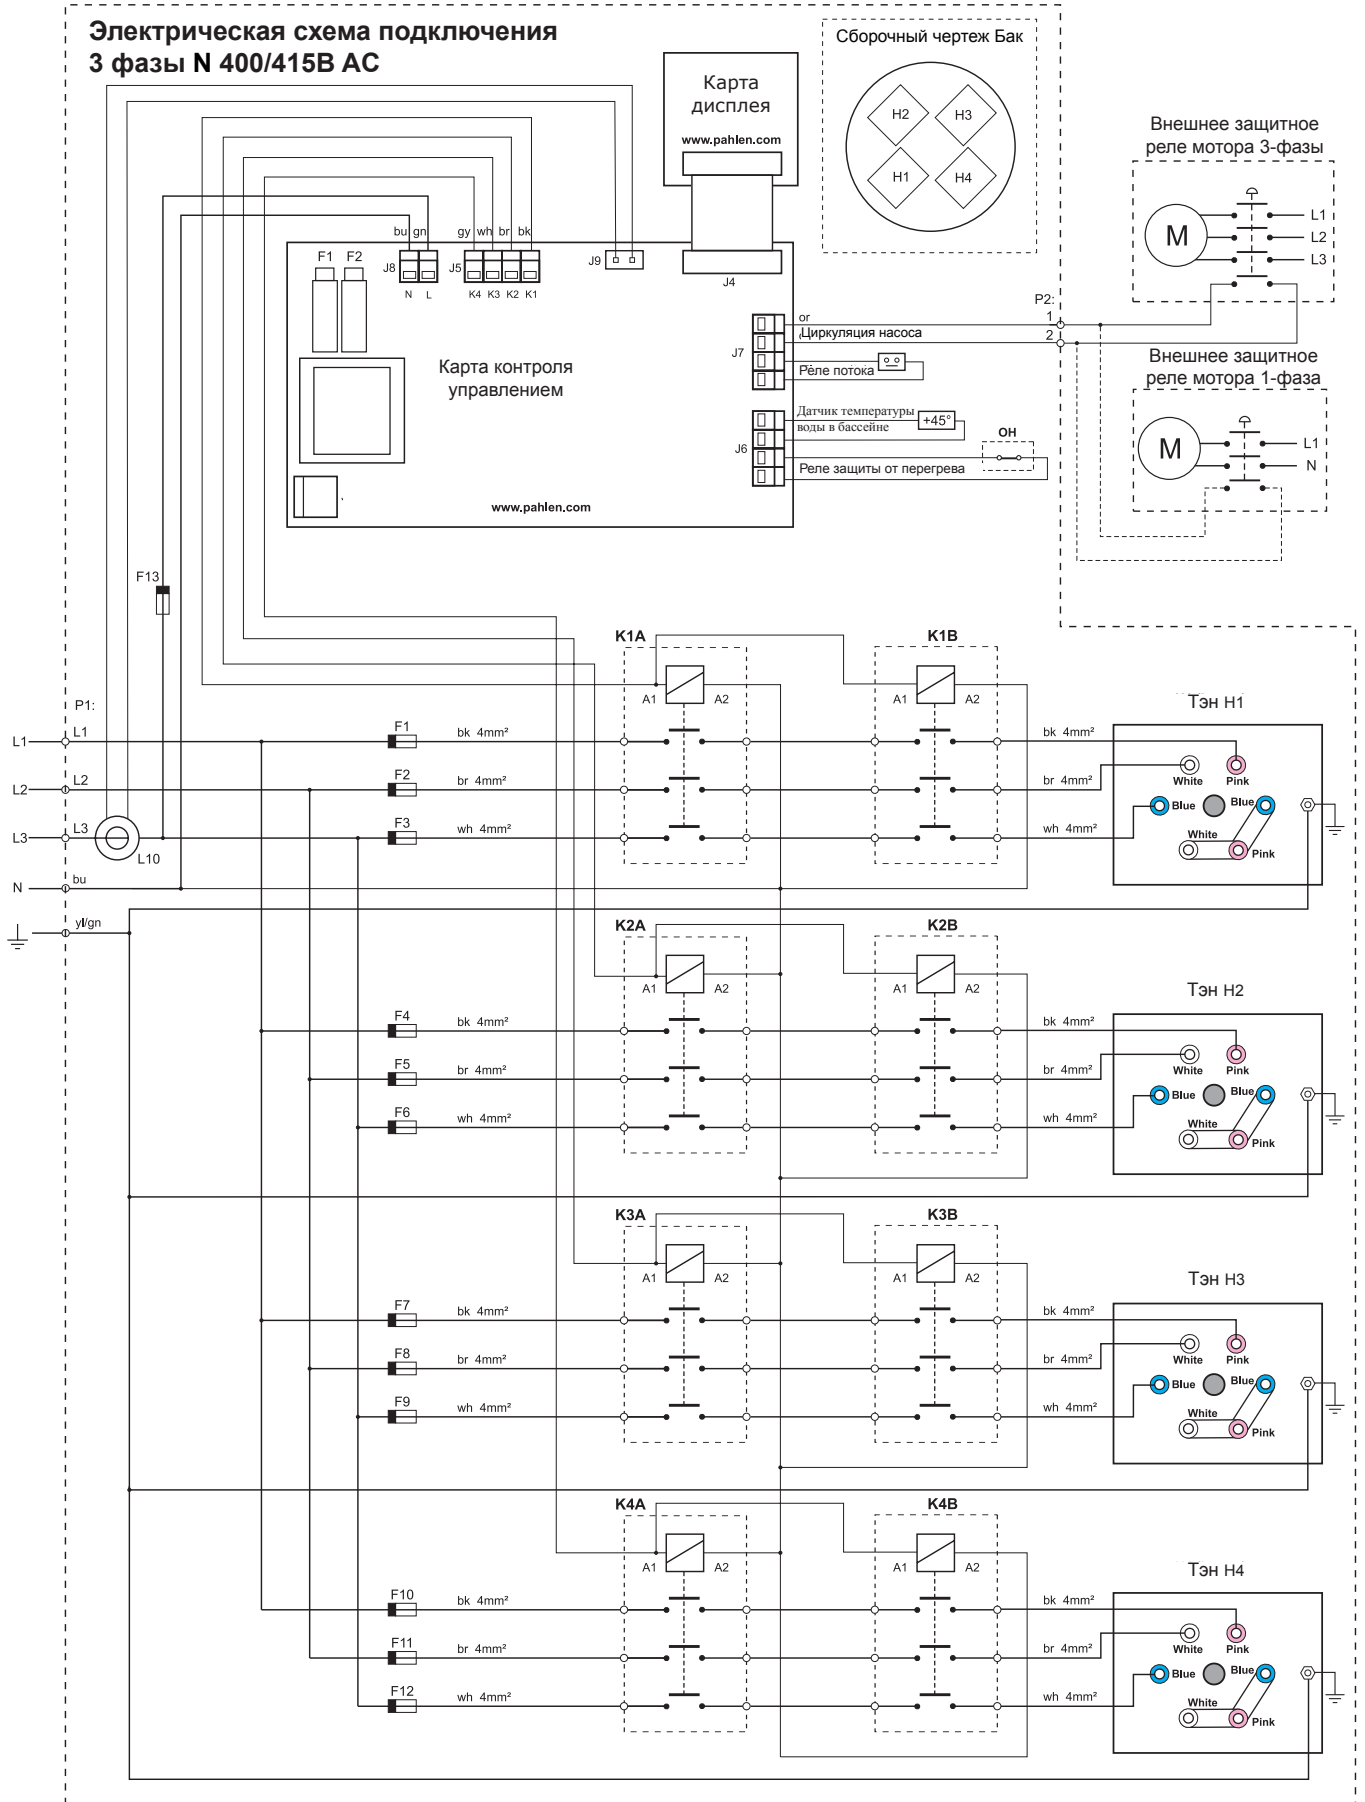 Электрическая схема подключения
3 фазы N 400/415В AC
Сборочный чертеж Бак
H2 H3
H1 H4
Карта
дисплея
www.pahlen.com
Внешнее защитное
реле мотора 3-фазы
M
L1
L2
L3
bu gn gy wh br bk
F1 F2
J8 J5 J9
N L K4 K3 K2 K1
J4
P2:
1
2
or
Циркуляция насоса
J7
Реле потока
Карта контроля
управлением
Внешнее защитное
реле мотора 1-фаза
M
L1
N
Датчик температуры
воды в бассейне
+45°
J6
OH
Реле защиты от перегрева
www.pahlen.com
F13
K1A K1B
A1 A2 A1 A2
Тэн H1
P1:
L1 L1 F1 bk 4mm² bk 4mm²
L2 L2 F2 br 4mm² br 4mm²
L3 L3 F3 wh 4mm² wh 4mm²
L10
White Pink
Blue Blue
White
Pink
N bu
yl/gn
K2A K2B
A1 A2 A1 A2
Тэн H2
F4 bk 4mm² bk 4mm²
F5 br 4mm² br 4mm²
F6 wh 4mm² wh 4mm²
White Pink
Blue Blue
White
Pink
K3A K3B
A1 A2 A1 A2
Тэн H3
F7 bk 4mm² bk 4mm²
F8 br 4mm² br 4mm²
F9 wh 4mm² wh 4mm²
White Pink
Blue Blue
White
Pink
K4A K4B
A1 A2 A1 A2
Тэн H4
F10 bk 4mm² bk 4mm²
F11 br 4mm² br 4mm²
F12 wh 4mm² wh 4mm²
White Pink
Blue Blue
White
Pink